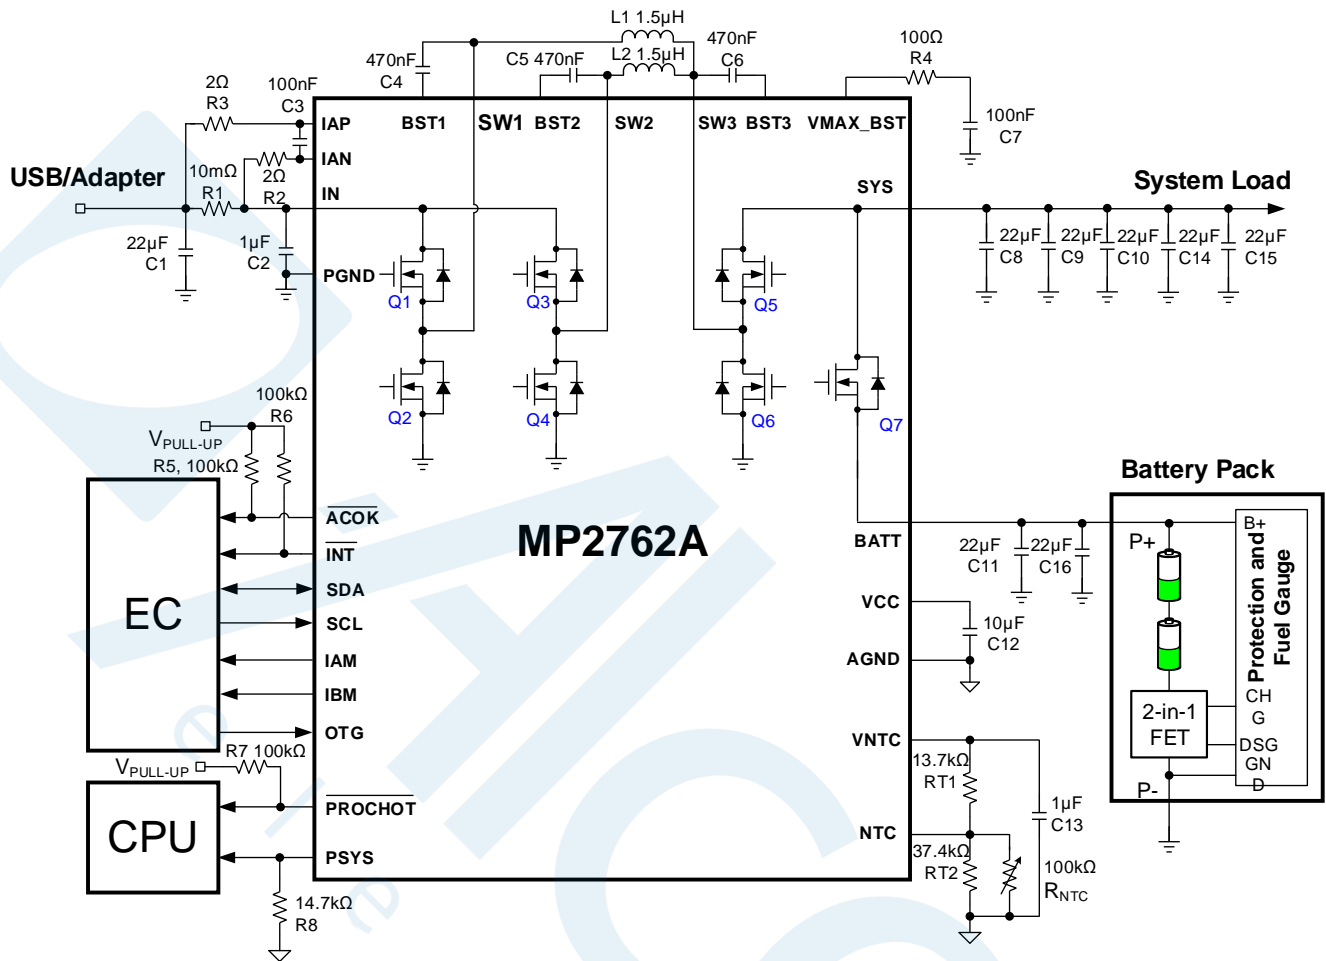 L1 1.5µH
470nF
C4
C5 470nF
L2 1.5µH
470nF
C6
100Ω
R4
100nF
C7
2Ω
R3
100nF
C3
IAP
BST1
SW1
BST2
SW2
SW3
BST3
VMAX_BST
IAN
10mΩ
R1
2Ω
R2
IN
SYS
USB/Adapter
System Load
22µF
C1
1µF
C2
PGND
22µF
C8
22µF
C9
22µF
C10
22µF
C14
22µF
C15
Q1
Q3
Q5
Q2
Q4
Q6
Q7
100kΩ
R6
VPULL-UP
R5, 100kΩ
Battery Pack
EC
ACOK
INT
SDA
SCL
IAM
IBM
OTG
MP2762A
BATT
22µF
C11
22µF
C16
VCC
10µF
C12
AGND
P+
B+
Protection and
Fuel Gauge
2-in-1
FET
CH
G
DSG
GN
D
P-
R7 100kΩ
VPULL-UP
CPU
PROCHOT
PSYS
14.7kΩ
R8
VNTC
13.7kΩ
RT1
1µF
C13
NTC
37.4kΩ
RT2
100kΩ
RNTC